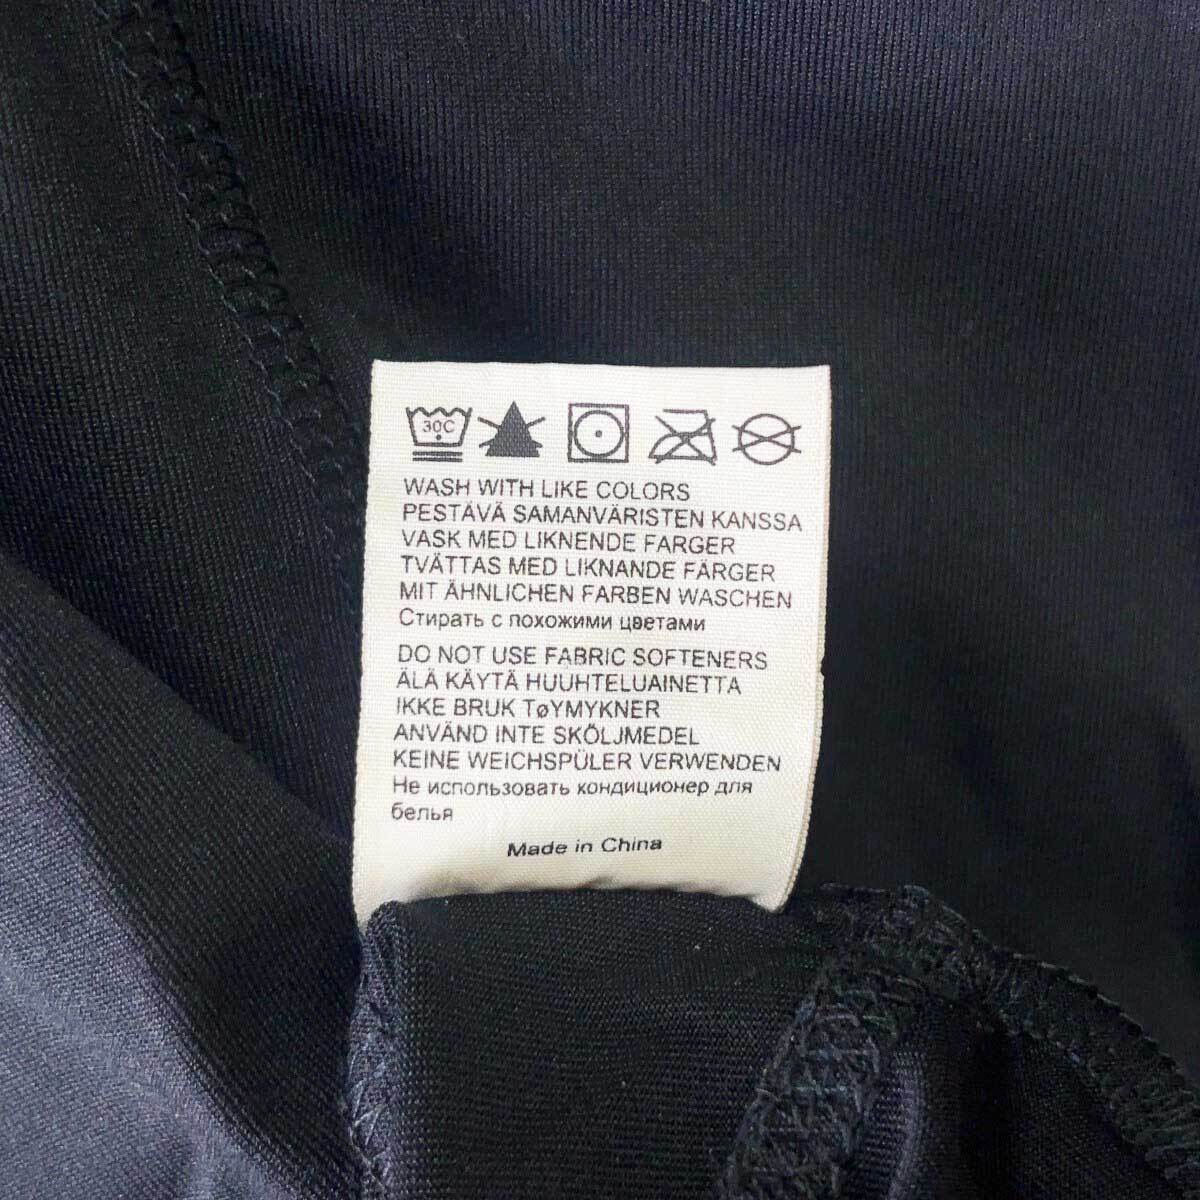 30C
WASH WITH LIKE COLORS
PESTÄVÄ SAMANVÄRISTEN KANSSA
VASK MED LIKNENDE FARGER
TVÄTTAS MED LIKNANDE FÄRGER
MIT ÄHNLICHEN FARBEN WASCHEN
Стирать с похожими цветами
DO NOT USE FABRIC SOFTENERS
ÄLÄ KÄYTÄ HUUHTELUAINETTA
IKKE BRUK TøYMYKNER
ANVÄND INTE SKÖLJMEDEL
KEINE WEICHSPÜLER VERWENDEN
Не использовать кондиционер для
белья
Made in China